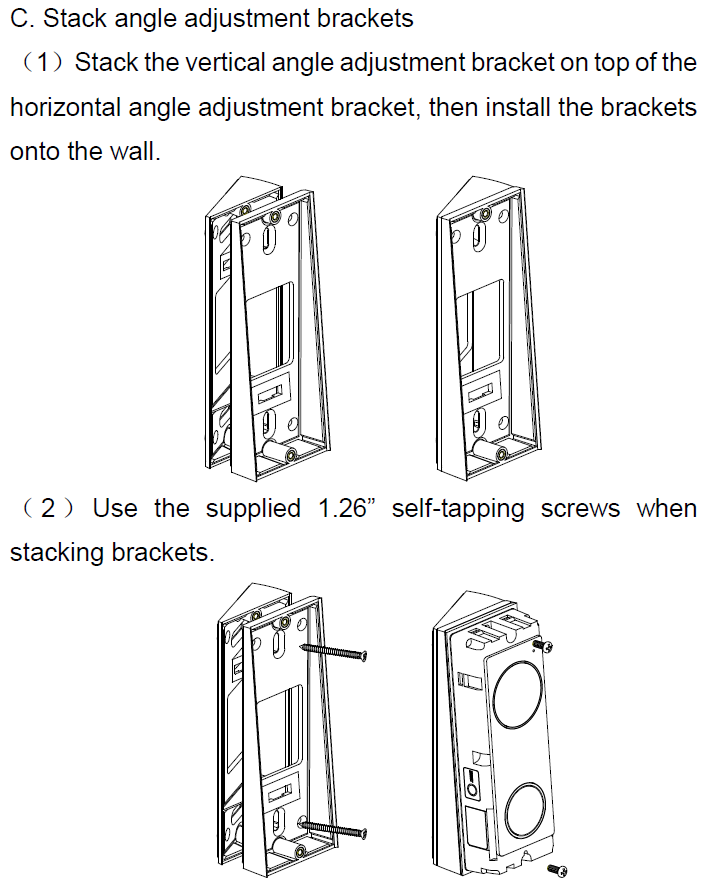 C. Stack angle adjustment brackets
（1）Stack the vertical angle adjustment bracket on top of the
horizontal angle adjustment bracket, then install the brackets
onto the wall.
（2）Use the supplied 1.26” self-tapping screws when
stacking brackets.